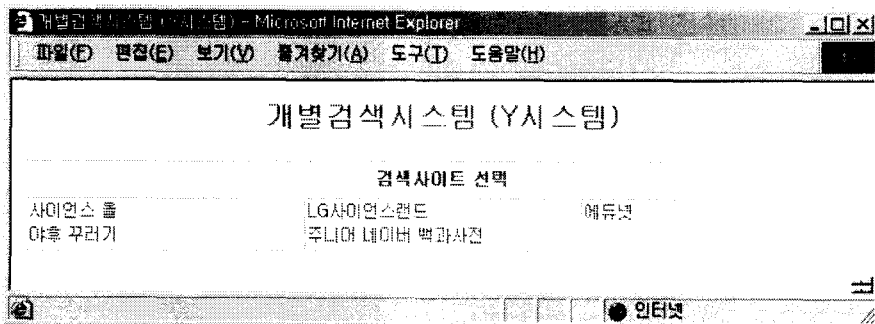 개별검색시스템 (Y시스템) - Microsoft Internet Explorer
파일(F) 편집(E) 보기(V) 즐겨찾기(A) 도구(T) 도움말(H)
개별검색시스템 (Y시스템)
검색사이트 선택
사이언스 올 LG사이언스랜드 에듀넷
야후 꾸러기 주니어 네이버 백과사전
인터넷